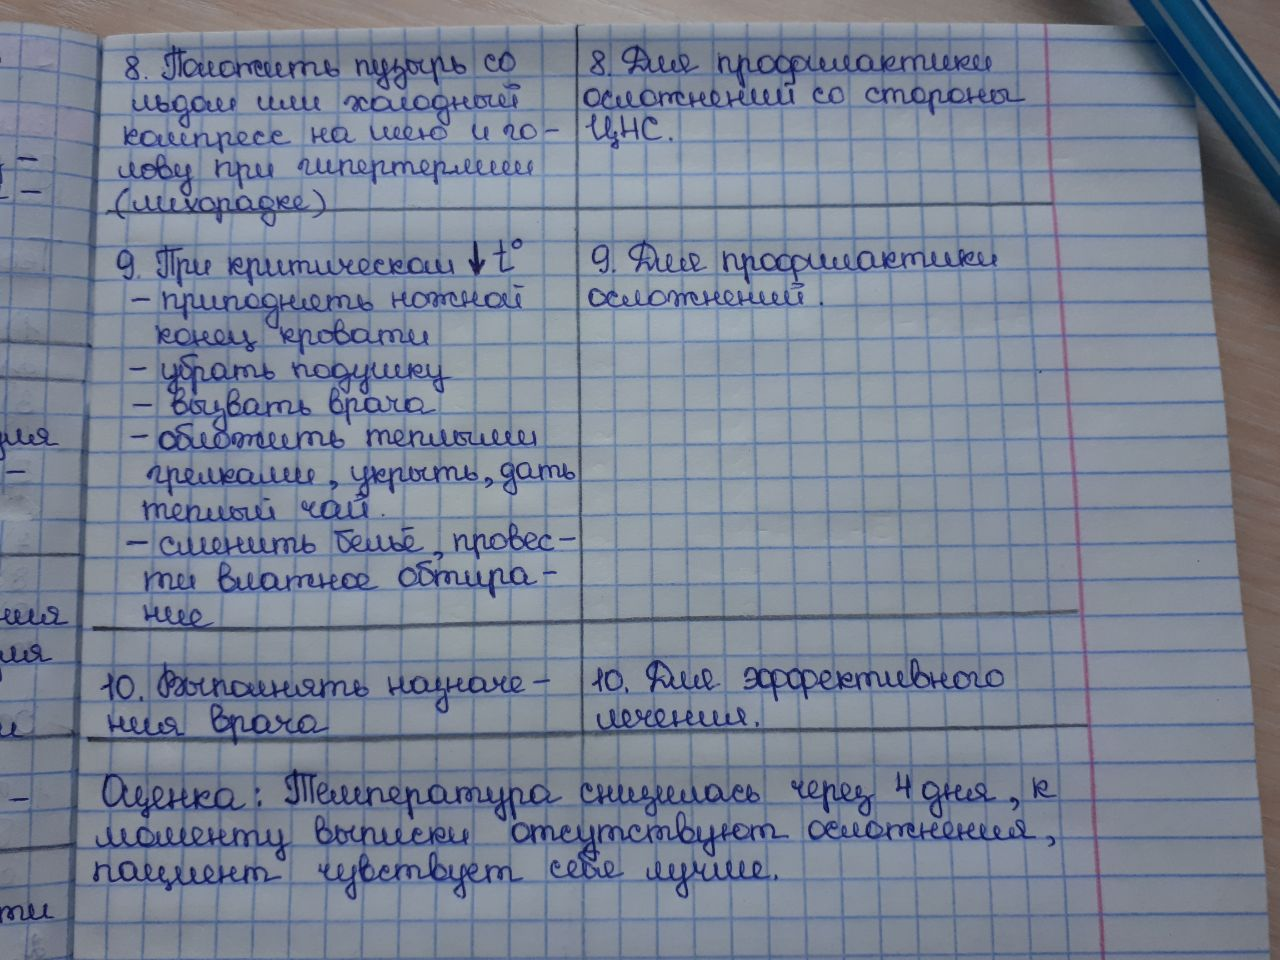 8. Положить пузырь со
льдом или холодный
компресс на шею и го-
лову при гипертермии
(лихорадке)
8. Для профилактики
осложнений со стороны
ЦНС.
9. При критическом ↓ t°
- приподнять ножной
конец кровати
- убрать подушку
- вызвать врача
- обложить теплыми
грелками, укрыть, дать
теплый чай.
- сменить бельё, провес-
ти влажное обтира-
ние
9. Для профилактики
осложнений.
10. Выполнять назначе-
ния врача
10. Для эффективного
лечения.
Оценка: Температура снизилась через 4 дня, к
моменту выписки отсутствуют осложнения,
пациент чувствует себя лучше.